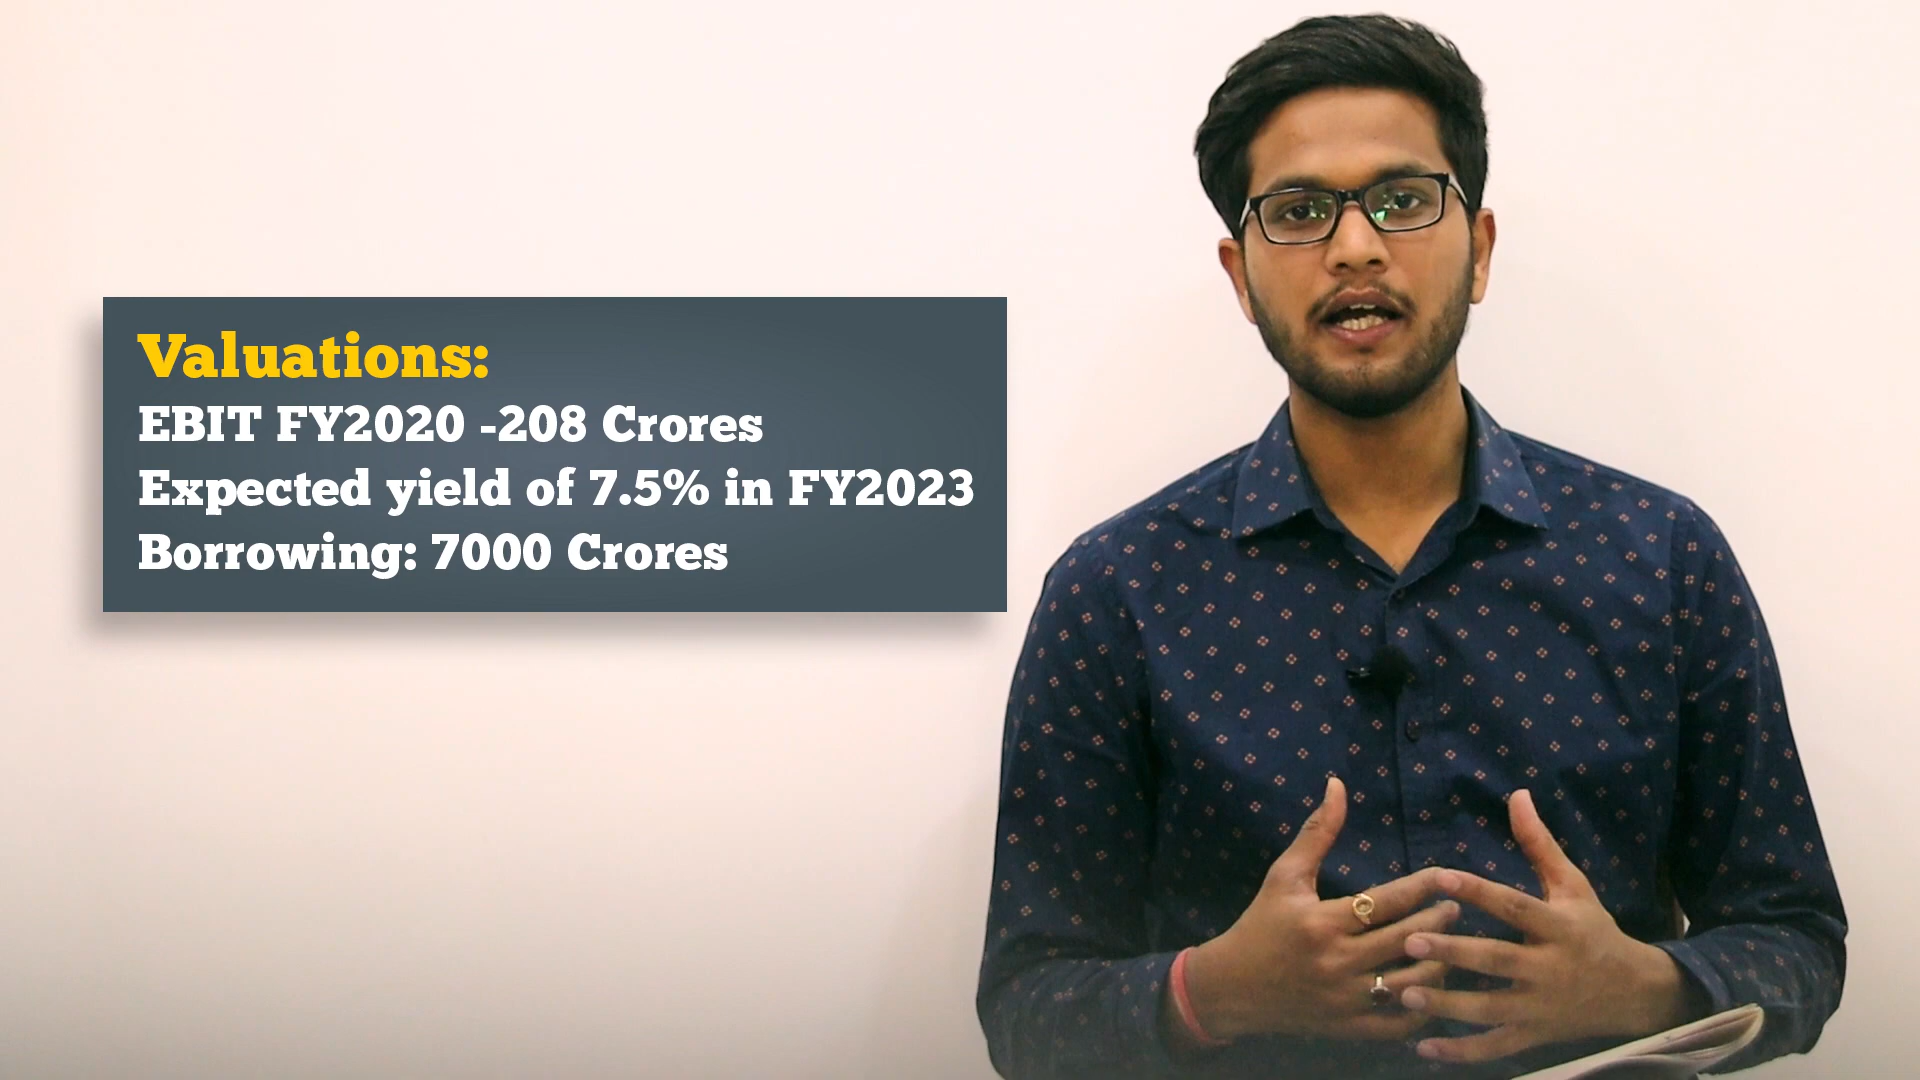 Valuations:
EBIT FY2020 -208 Crores
Expected yield of 7.5% in FY2023
Borrowing: 7000 Crores